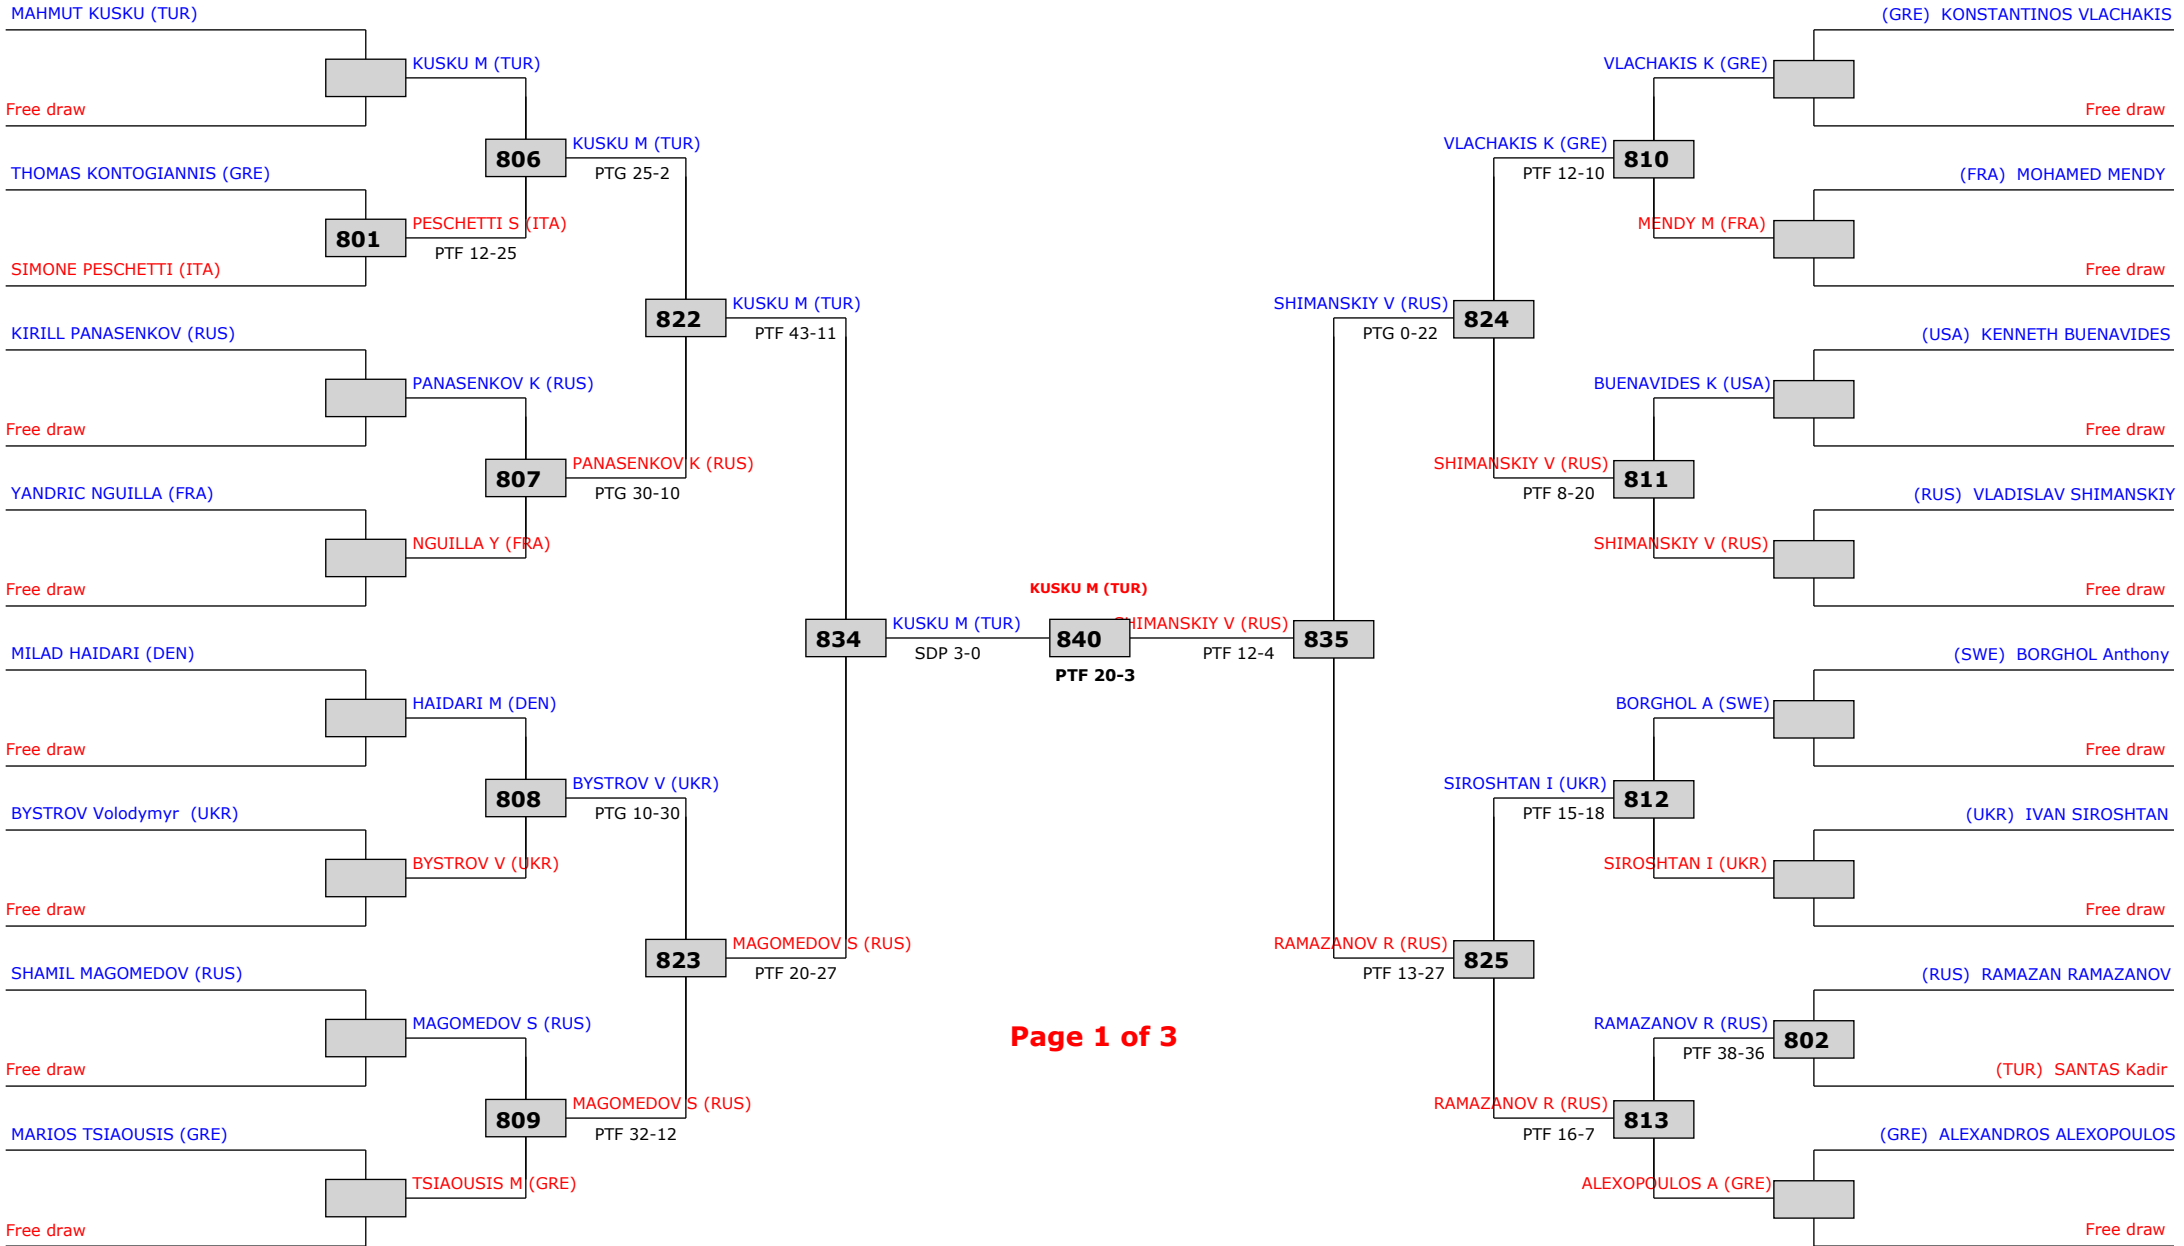 MAHMUT KUSKU (TUR)
KUSKU M (TUR)
Free draw
806
KUSKU M (TUR)
PTG 25-2
THOMAS KONTOGIANNIS (GRE)
801
PESCHETTI S (ITA)
PTF 12-25
SIMONE PESCHETTI (ITA)
822
KUSKU M (TUR)
PTF 43-11
KIRILL PANASENKOV (RUS)
PANASENKOV K (RUS)
Free draw
807
PANASENKOV K (RUS)
PTG 30-10
YANDRIC NGUILLA (FRA)
NGUILLA Y (FRA)
Free draw
834
KUSKU M (TUR)
SDP 3-0
MILAD HAIDARI (DEN)
HAIDARI M (DEN)
Free draw
808
BYSTROV V (UKR)
PTG 10-30
BYSTROV Volodymyr (UKR)
BYSTROV V (UKR)
Free draw
823
MAGOMEDOV S (RUS)
PTF 20-27
SHAMIL MAGOMEDOV (RUS)
MAGOMEDOV S (RUS)
Free draw
809
MAGOMEDOV S (RUS)
PTF 32-12
MARIOS TSIAOUSIS (GRE)
TSIAOUSIS M (GRE)
Free draw
KUSKU M (TUR)
840
PTF 20-3
Page 1 of 3
(GRE) KONSTANTINOS VLACHAKIS
VLACHAKIS K (GRE)
Free draw
VLACHAKIS K (GRE)
810
PTF 12-10
(FRA) MOHAMED MENDY
MENDY M (FRA)
Free draw
SHIMANSKIY V (RUS)
824
PTG 0-22
(USA) KENNETH BUENAVIDES
BUENAVIDES K (USA)
Free draw
SHIMANSKIY V (RUS)
811
PTF 8-20
(RUS) VLADISLAV SHIMANSKIY
SHIMANSKIY V (RUS)
Free draw
SHIMANSKIY V (RUS)
835
PTF 12-4
(SWE) BORGHOL Anthony
BORGHOL A (SWE)
Free draw
SIROSHTAN I (UKR)
812
PTF 15-18
(UKR) IVAN SIROSHTAN
SIROSHTAN I (UKR)
Free draw
RAMAZANOV R (RUS)
825
PTF 13-27
(RUS) RAMAZAN RAMAZANOV
RAMAZANOV R (RUS)
802
PTF 38-36
(TUR) SANTAS Kadir
RAMAZANOV R (RUS)
813
PTF 16-7
(GRE) ALEXANDROS ALEXOPOULOS
ALEXOPOULOS A (GRE)
Free draw